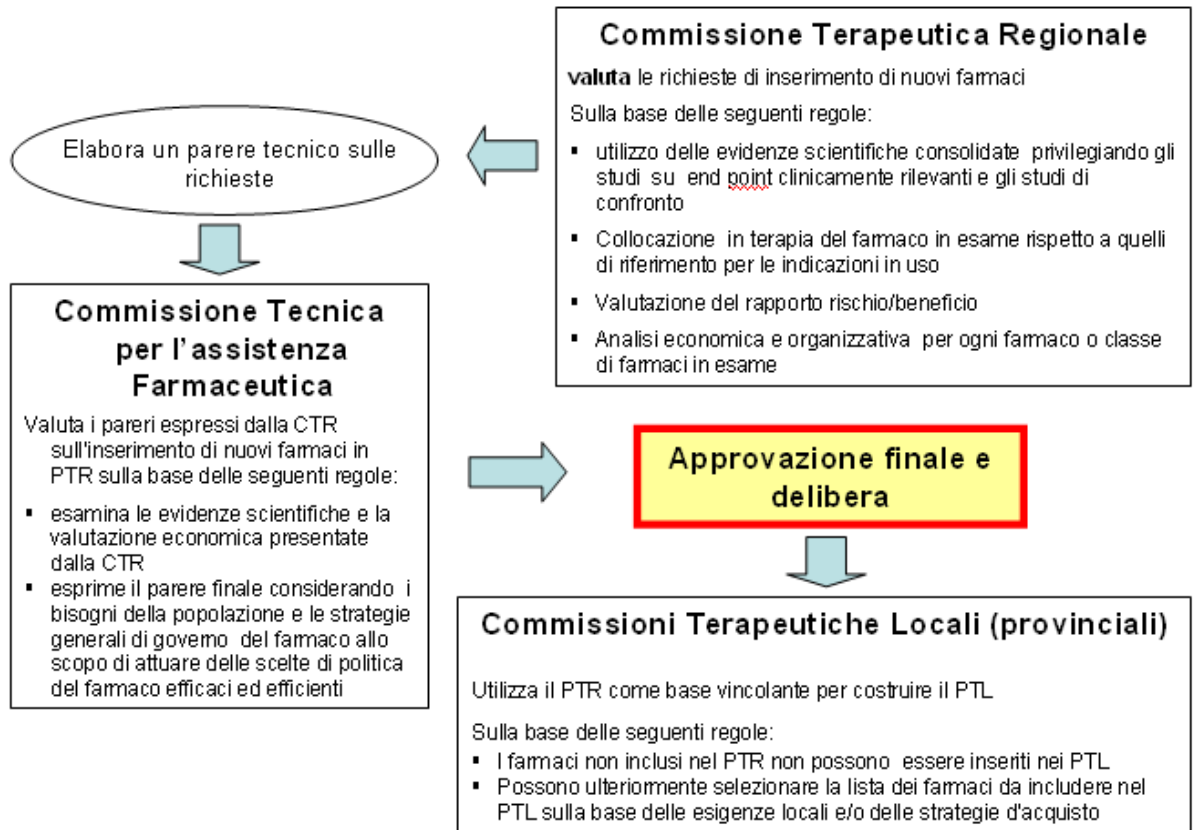 Commissione Terapeutica Regionale
valuta le richieste di inserimento di nuovi farmaci
Sulla base delle seguenti regole:
▪ utilizzo delle evidenze scientifiche consolidate privilegiando gli
studi su end point clinicamente rilevanti e gli studi di
confronto
▪ Collocazione in terapia del farmaco in esame rispetto a quelli
di riferimento per le indicazioni in uso
▪ Valutazione del rapporto rischio/beneficio
▪ Analisi economica e organizzativa per ogni farmaco o classe
di farmaci in esame
Elabora un parere tecnico sulle
richieste
Commissione Tecnica
per l'assistenza
Farmaceutica
Valuta i pareri espressi dalla CTR
sull'inserimento di nuovi farmaci in
PTR sulla base delle seguenti regole:
▪ esamina le evidenze scientifiche e la
valutazione economica presentate
dalla CTR
▪ esprime il parere finale considerando i
bisogni della popolazione e le strategie
generali di governo del farmaco allo
scopo di attuare delle scelte di politica
del farmaco efficaci ed efficienti
Approvazione finale e
delibera
Commissioni Terapeutiche Locali (provinciali)
Utilizza il PTR come base vincolante per costruire il PTL
Sulla base delle seguenti regole:
▪ I farmaci non inclusi nel PTR non possono essere inseriti nei PTL
▪ Possono ulteriormente selezionare la lista dei farmaci da includere nel
PTL sulla base delle esigenze locali e/o delle strategie d'acquisto